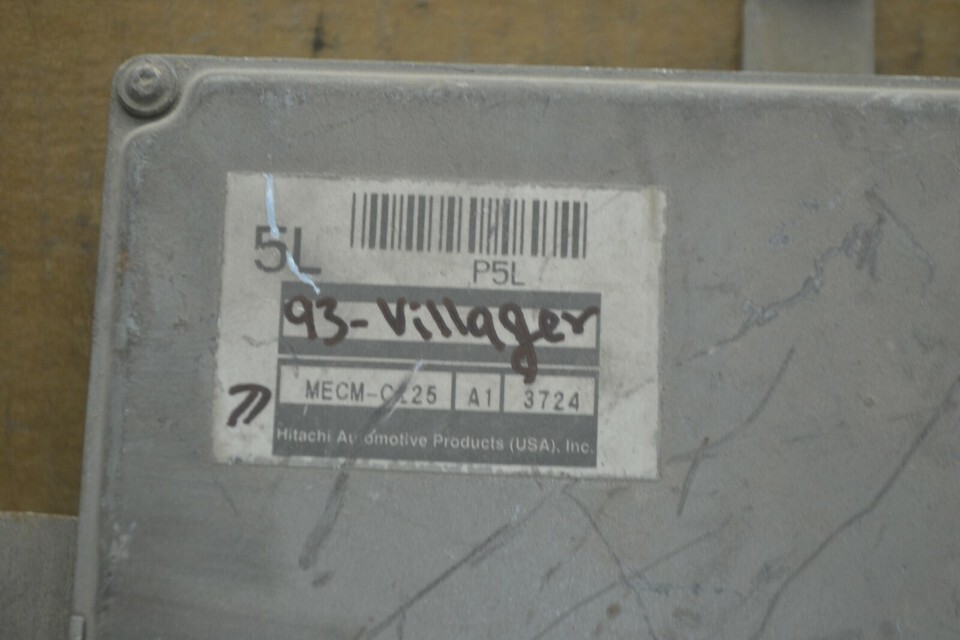 5L
P5L
93-Villager
MECM-C125 A1 3724
Hitachi Automotive Products (USA), Inc.